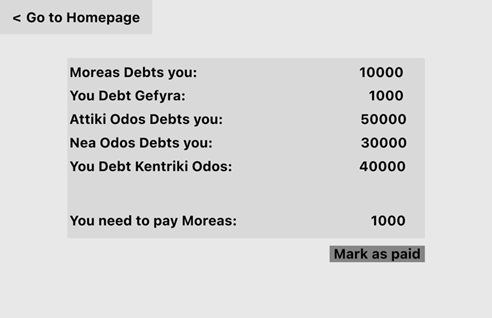 < Go to Homepage
Moreas Debts you: 10000
You Debt Gefyra: 1000
Attiki Odos Debts you: 50000
Nea Odos Debts you: 30000
You Debt Kentriki Odos: 40000
You need to pay Moreas: 1000
Mark as paid